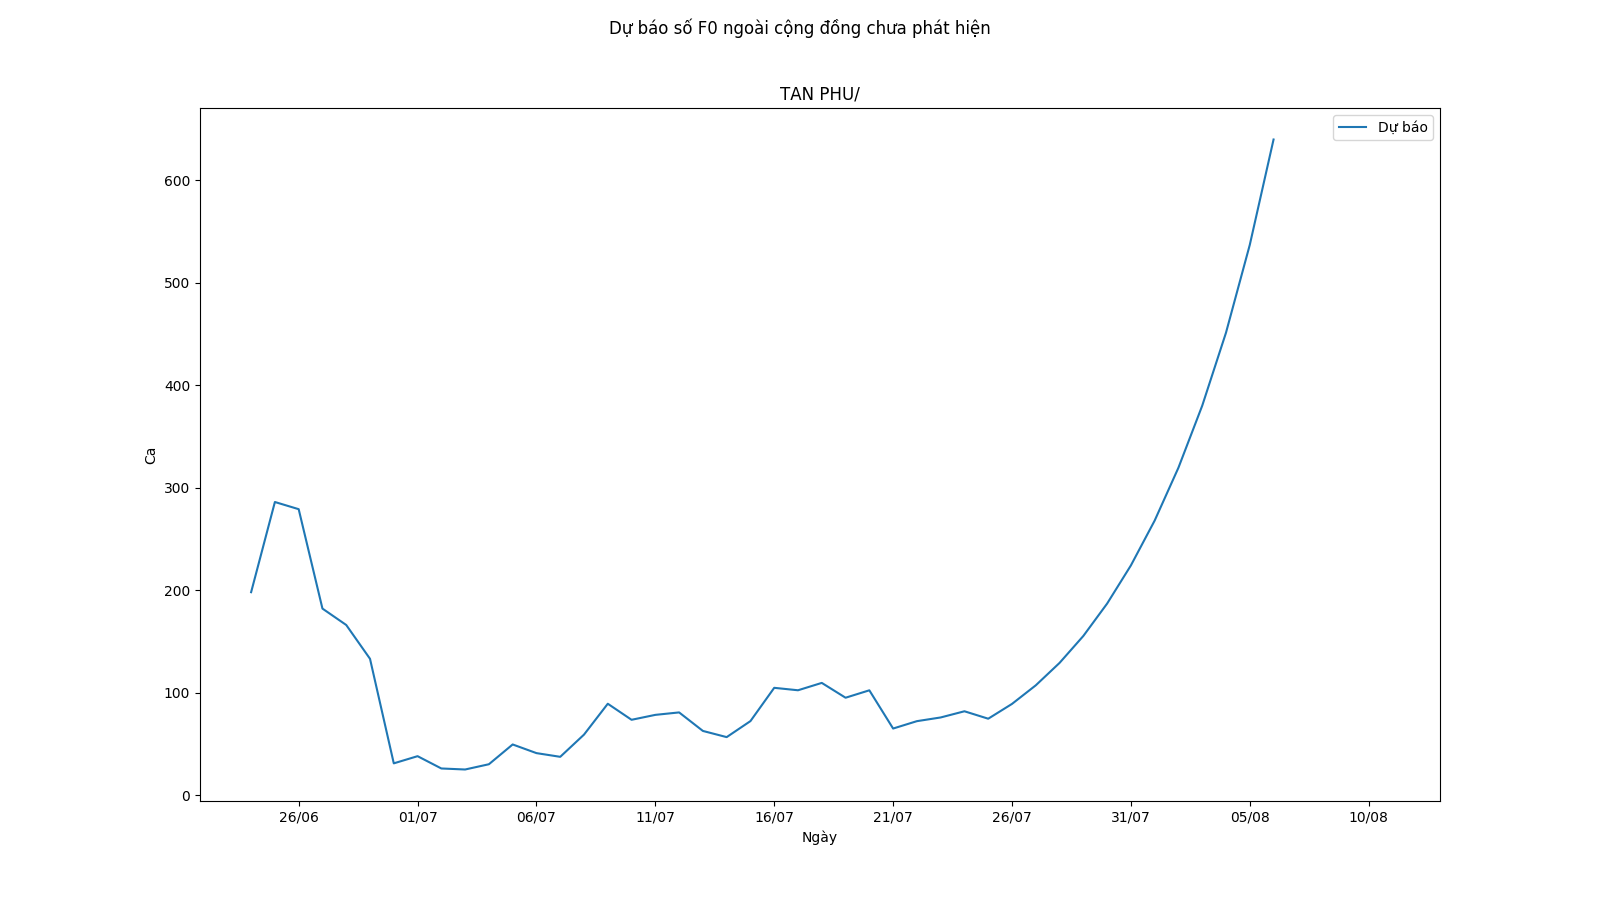 Dự báo số F0 ngoài cộng đồng chưa phát hiện
TAN PHU/
Dự báo
600
500
400
300
200
100
0
Ca
26/06 01/07 06/07 11/07 16/07 21/07 26/07 31/07 05/08 10/08
Ngày